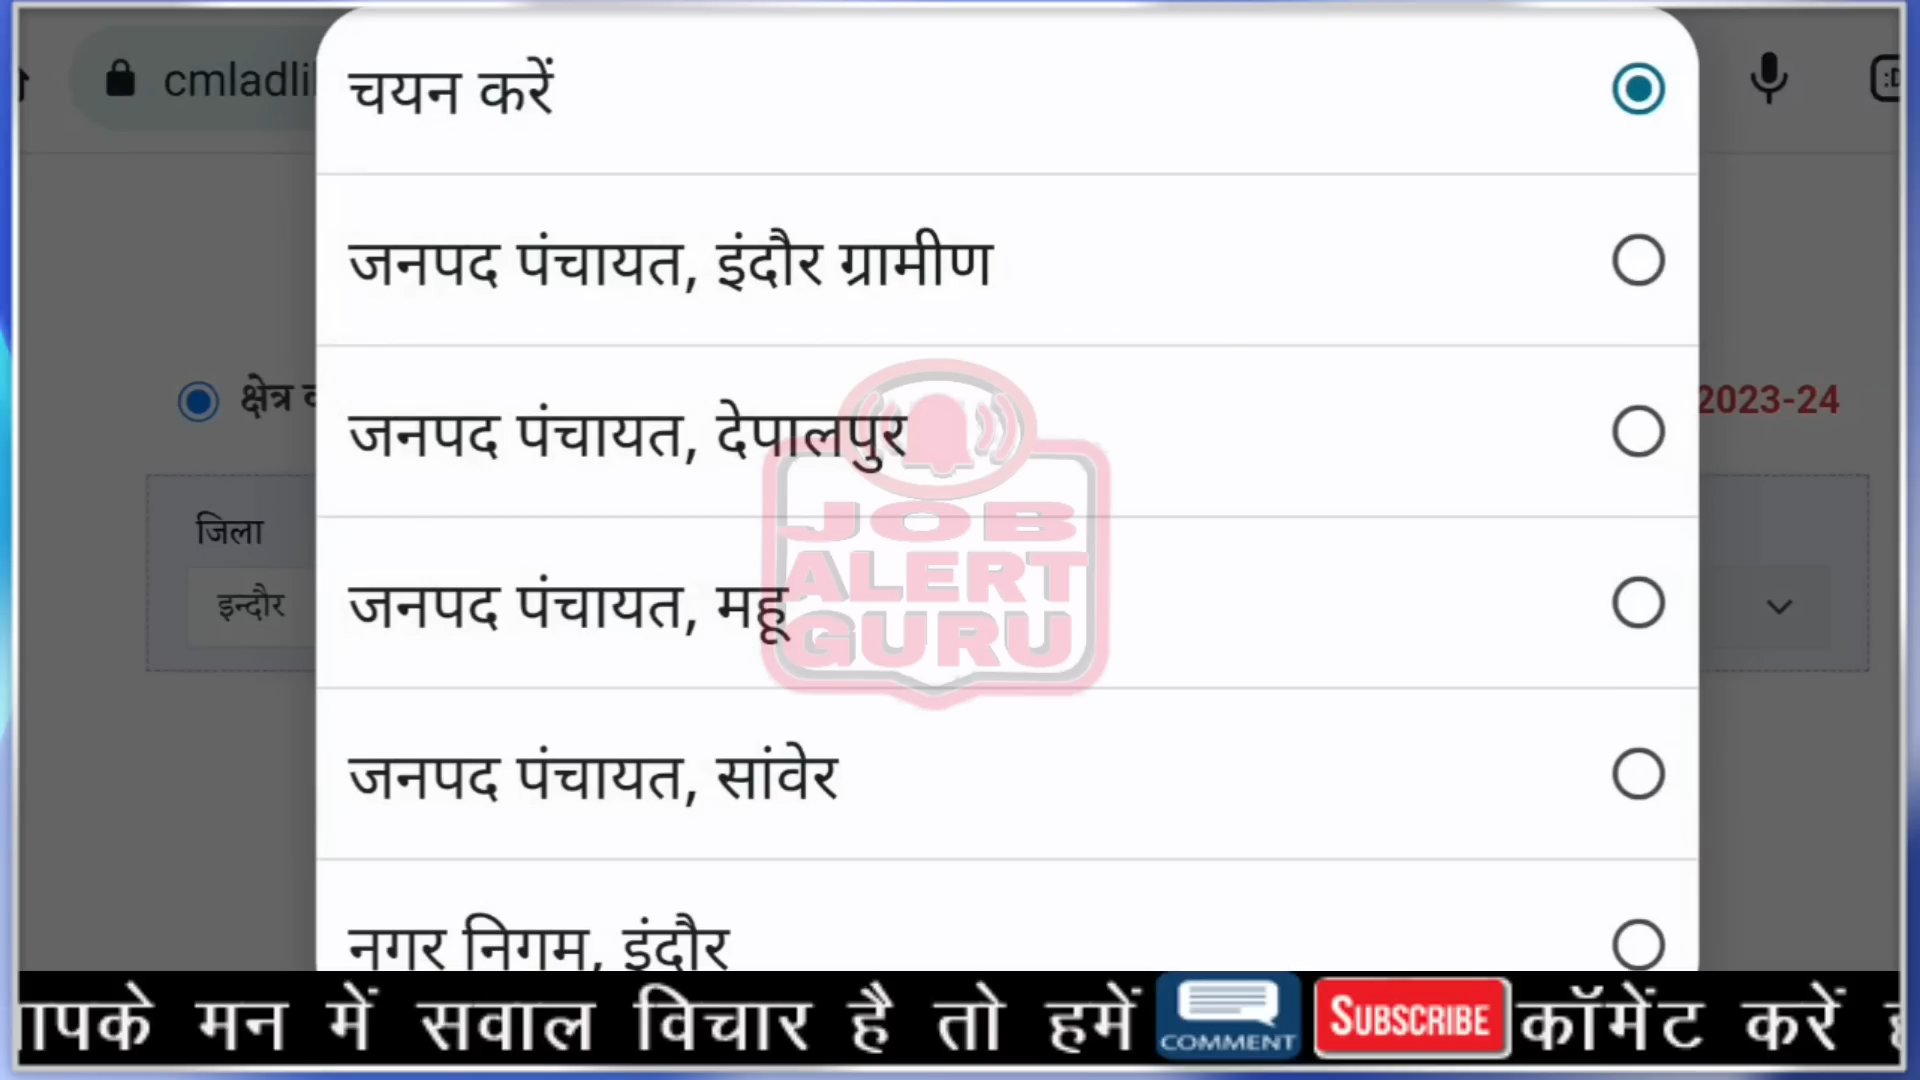 cmladli
चयन करें
जनपद पंचायत, इंदौर ग्रामीण
क्षेत्र
2023-24
जनपद पंचायत, देपालपुर
JOB
ALERT
GURU
जिला
इन्दौर
जनपद पंचायत, महू
जनपद पंचायत, सांवेर
नगर निगम, इंदौर
मन में सवाल विचार है तो हमें COMMENT SUBSCRIBE कॉमेंट करें